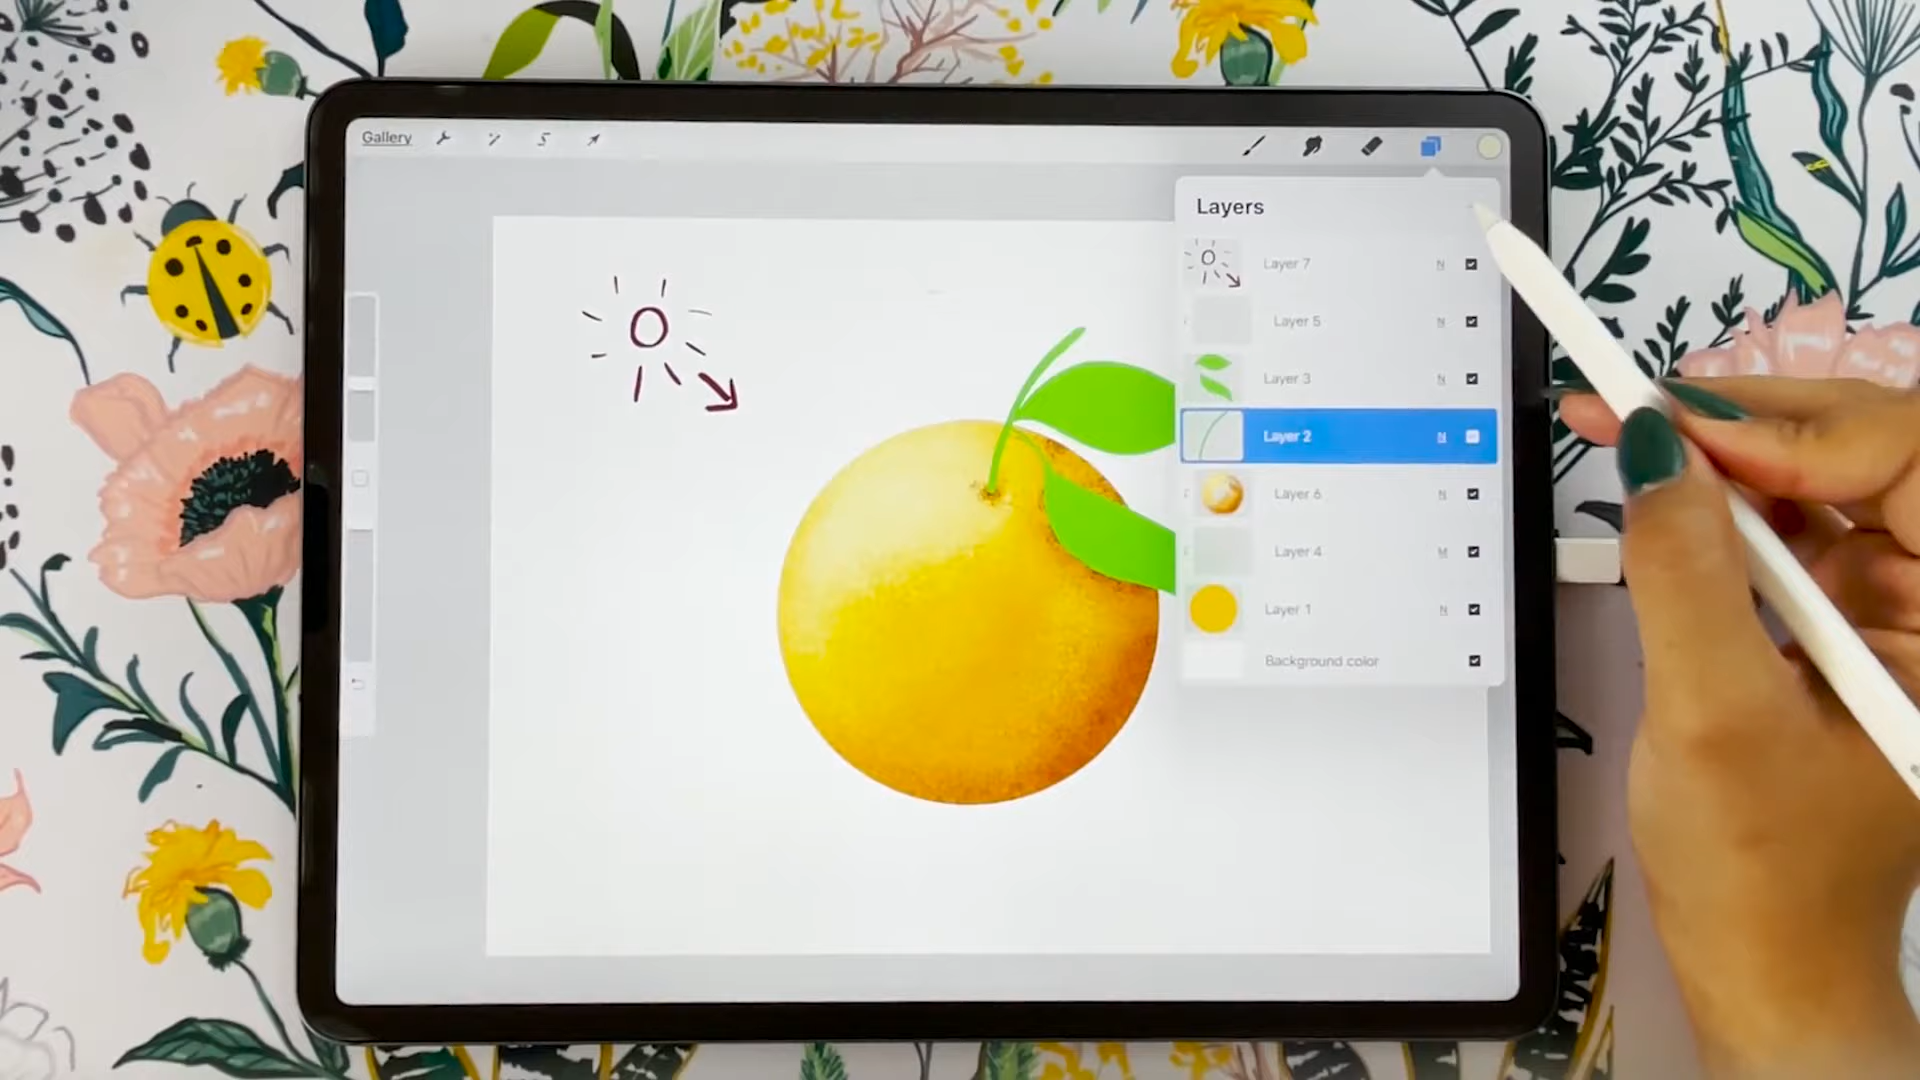 Gallery
Layers
Layer 7 N
Layer 5 N
Layer 3 N
Layer 2 N
Layer 6 N
Layer 4 M
Layer 1 N
Background color